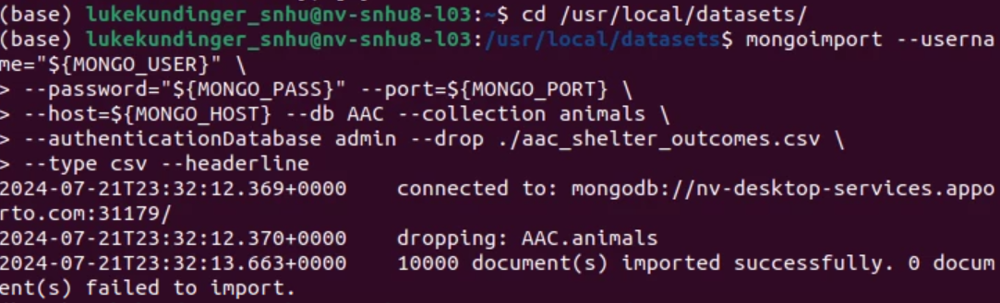 (base) lukekundinger_snhu@nv-snhu8-l03:~$ cd /usr/local/datasets/
(base) lukekundinger_snhu@nv-snhu8-l03:/usr/local/datasets$ mongoimport --userna
me="${MONGO_USER}" \
> --password="${MONGO_PASS}" --port=${MONGO_PORT} \
> --host=${MONGO_HOST} --db AAC --collection animals \
> --authenticationDatabase admin --drop ./aac_shelter_outcomes.csv \
> --type csv --headerline
2024-07-21T23:32:12.369+0000    connected to: mongodb://nv-desktop-services.appo
rto.com:31179/
2024-07-21T23:32:12.370+0000    dropping: AAC.animals
2024-07-21T23:32:13.663+0000    10000 document(s) imported successfully. 0 docum
ent(s) failed to import.